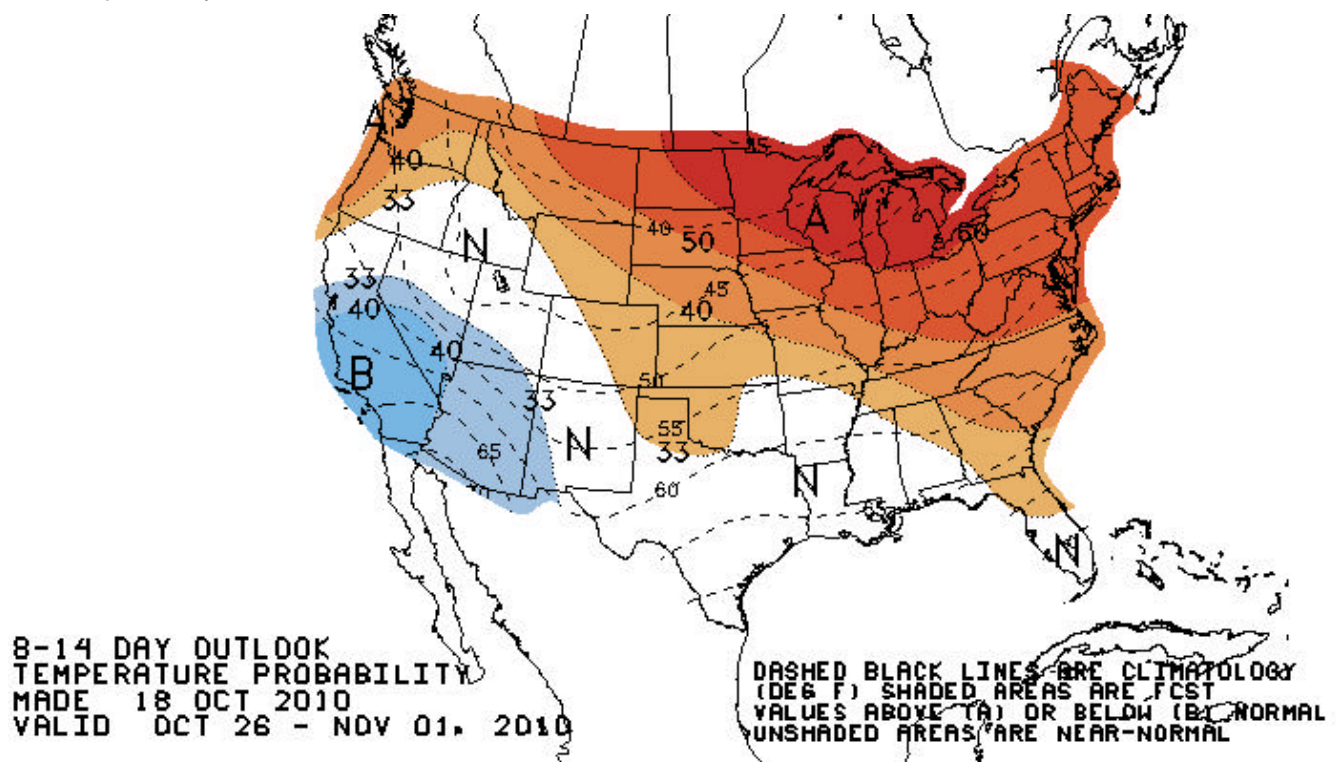 A
40
33
N
33
40
B
40
33
65
70
N
40
50
45
40
50
55
33
60
A
60
N
N
8-14 DAY OUTLOOK
TEMPERATURE PROBABILITY
MADE 18 OCT 2010
VALID OCT 26 - NOV 01, 2010
DASHED BLACK LINES ARE CLIMATOLOGY
(DEG F) SHADED AREAS ARE FCST
VALUES ABOVE (A) OR BELOW (B) NORMAL
UNSHADED AREAS ARE NEAR-NORMAL